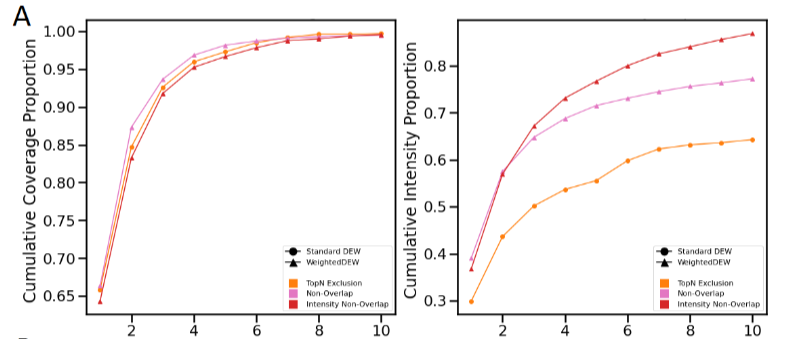 A
Cumulative Coverage Proportion
1.00
0.95
0.90
0.85
0.80
0.75
0.70
0.65
2 4 6 8 10
Standard DEW
WeightedDEW
TopN Exclusion
Non-Overlap
Intensity Non-Overlap
Cumulative Intensity Proportion
0.8
0.7
0.6
0.5
0.4
0.3
2 4 6 8 10
Standard DEW
WeightedDEW
TopN Exclusion
Non-Overlap
Intensity Non-Overlap